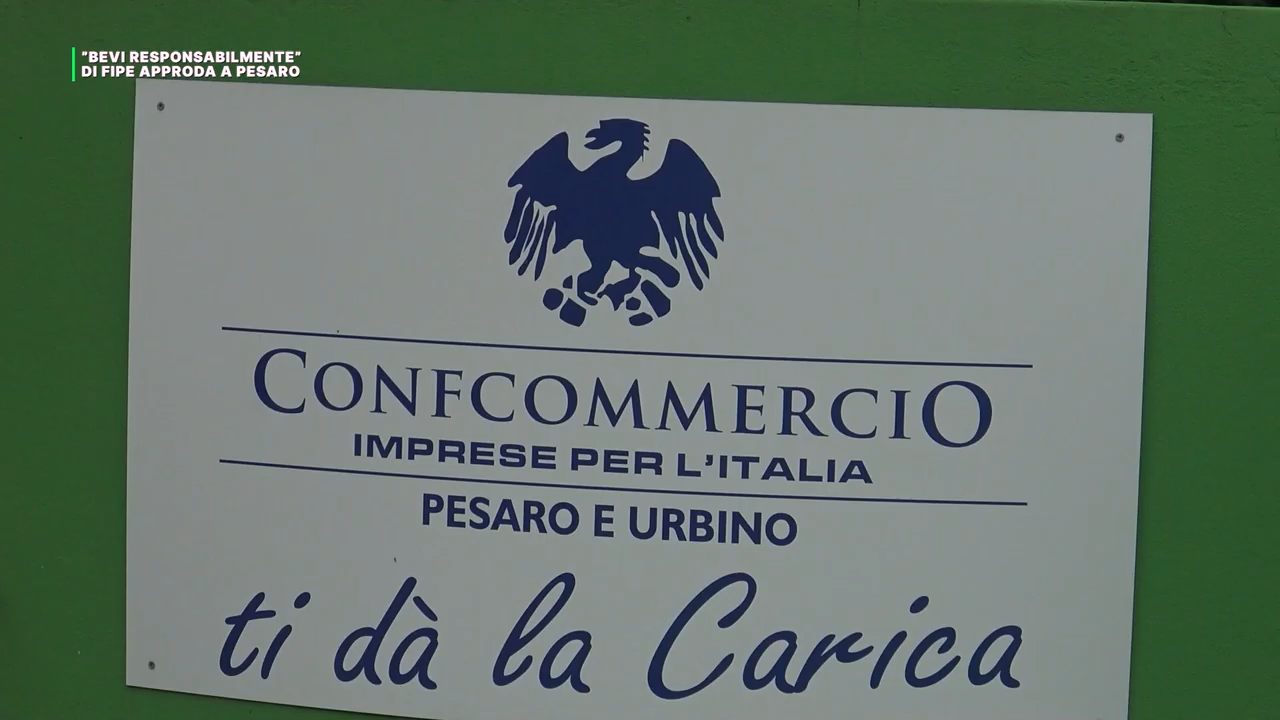 "BEVI RESPONSABILMENTE"
DI FIPE APPRODA A PESARO
CONFCOMMERCIO
IMPRESE PER L'ITALIA
PESARO E URBINO
ti dà la Carica